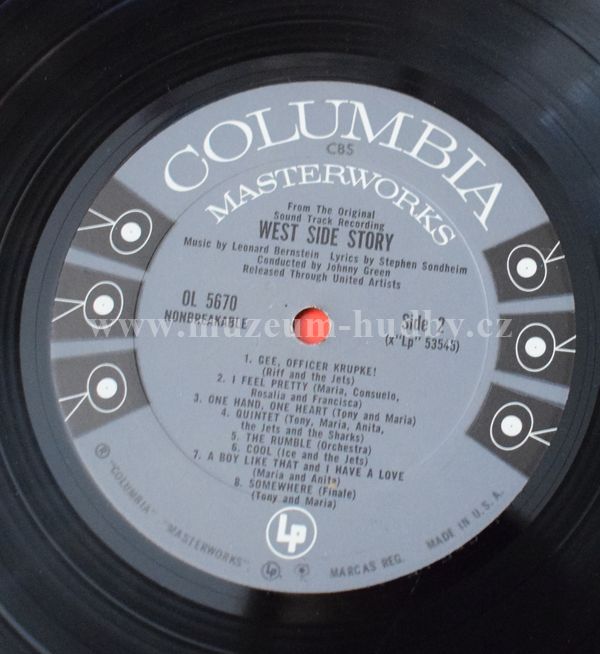 COLUMBIA
CBS
MASTERWORKS
From The Original
Sound Track Recording
WEST SIDE STORY
Music by Leonard Bernstein Lyrics by Stephen Sondheim
Conducted by Johnny Green
Released Through United Artists
OL 5670
NONBREAKABLE
Side 2
(x"Lp" 53543)
www.muzeum-hudby.cz
1. GEE, OFFICER KRUPKE!
(Riff and the Jets)
2. I FEEL PRETTY (Maria, Consuelo,
Rosalia and Francisca)
3. ONE HAND, ONE HEART (Tony and Maria)
4. QUINTET (Tony, Maria, Anita,
the Jets and the Sharks)
5. THE RUMBLE (Orchestra)
6. COOL (Ice and the Jets)
7. A BOY LIKE THAT and I HAVE A LOVE
(Maria and Anita)
8. SOMEWHERE (Finale)
(Tony and Maria)
Lp
® "COLUMBIA" "MASTERWORKS" Lp MARCAS REG. MADE IN U.S.A.